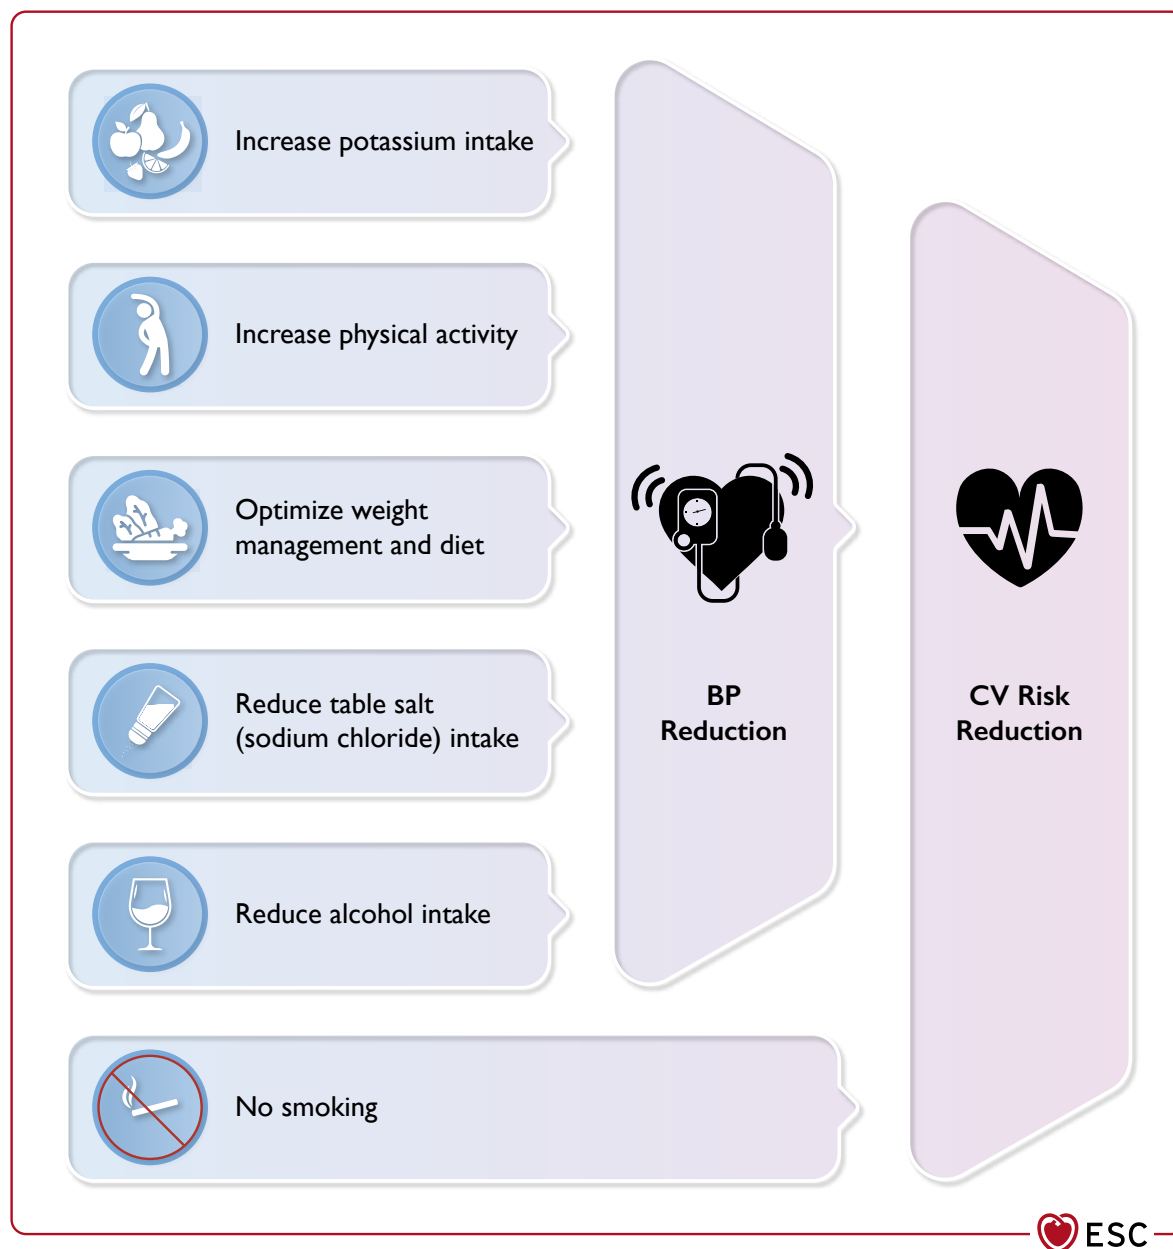 Increase potassium intake
Increase physical activity
Optimize weight
management and diet
Reduce table salt
(sodium chloride) intake
Reduce alcohol intake
No smoking
BP
Reduction
CV Risk
Reduction
ESC